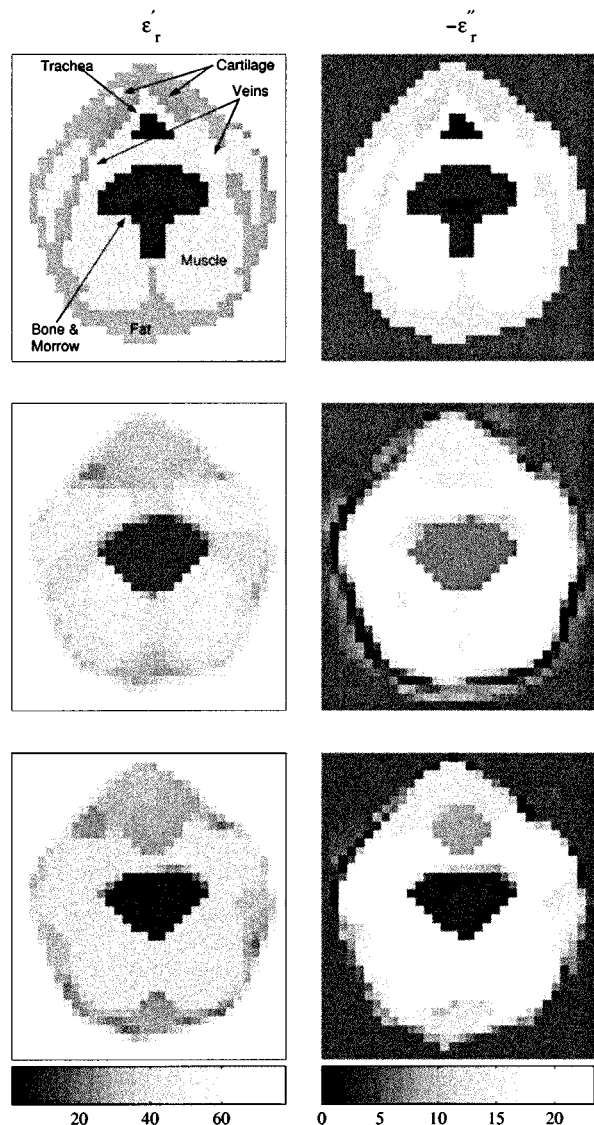 ε'r -ε''r
Trachea
Cartilage
Veins
Muscle
Bone &
Morrow
Fat
20 40 60
0 5 10 15 20